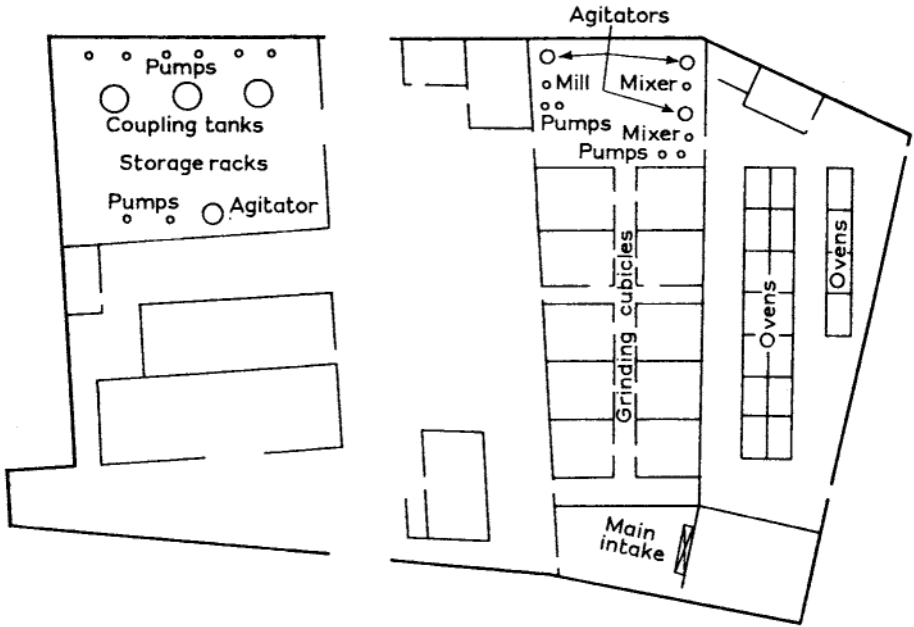 Agitators
Pumps
Coupling tanks
Storage racks
Pumps
Agitator
Mill
Mixer
Pumps
Mixer
Pumps
Grinding cubicles
Ovens
Ovens
Main
intake